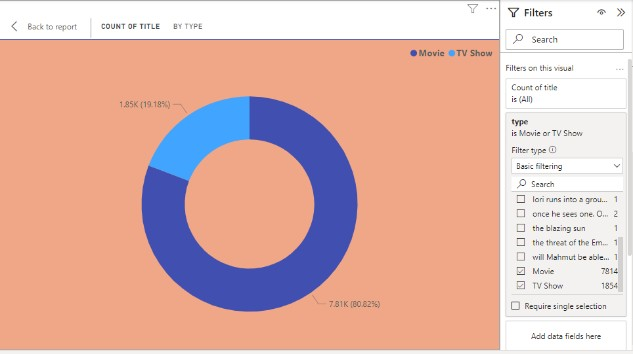 Back to report
COUNT OF TITLE
BY TYPE
Movie
TV Show
1.85K (19.18%)
7.81K (80.82%)
Filters
Search
Filters on this visual
Count of title
is (All)
type
is Movie or TV Show
Filter type
Basic filtering
Search
lori runs into a grou... 1
once he sees one. O... 2
the blazing sun 1
the threat of the Em... 1
will Mahmut be able... 1
Movie 7814
TV Show 1854
Require single selection
Add data fields here